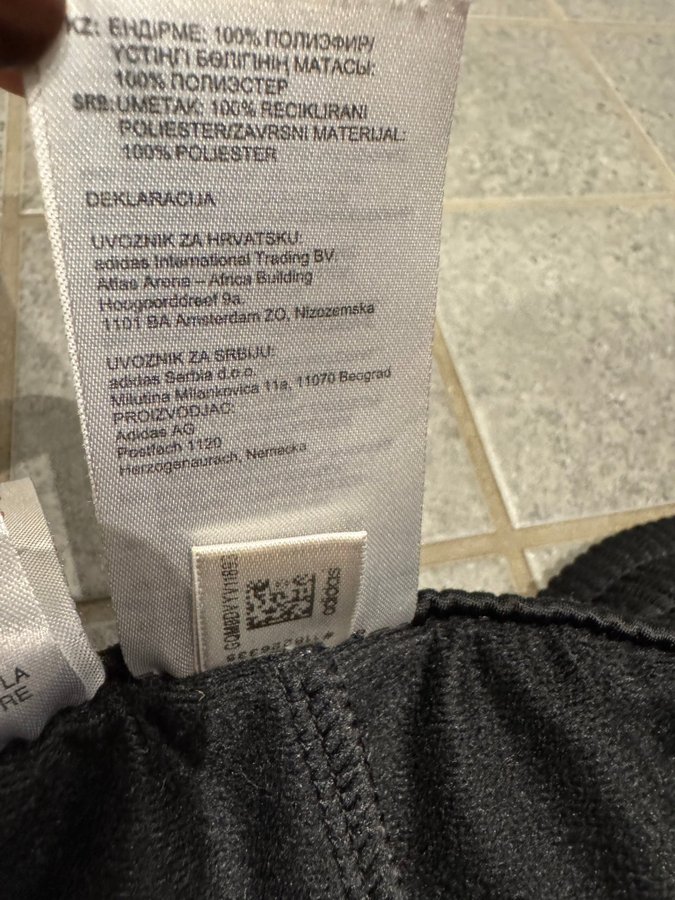 KZ: ЕНДІРМЕ: 100% ПОЛИЭФИР/
ҮСТІҢГІ БӨЛІГІНІҢ МАТАСЫ:
100% ПОЛИЭСТЕР
SRB: UMETAK: 100% RECIKLIRANI
POLIESTER/ZAVRSNI MATERIJAL:
100% POLIESTER
DEKLARACIJA
UVOZNIK ZA HRVATSKU:
adidas International Trading BV.
Atlas Arena – Africa Building
Hoogoorddreef 9a.
1101 BA Amsterdam ZO, Nizozemska
UVOZNIK ZA SRBIJU:
adidas Serbia d.o.o.
Milutina Milankovica 11a, 11070 Beograd
PROIZVODJAC:
Adidas AG
Postfach 1120
Herzogenaurach, Nemacka
adidas
LA
RE